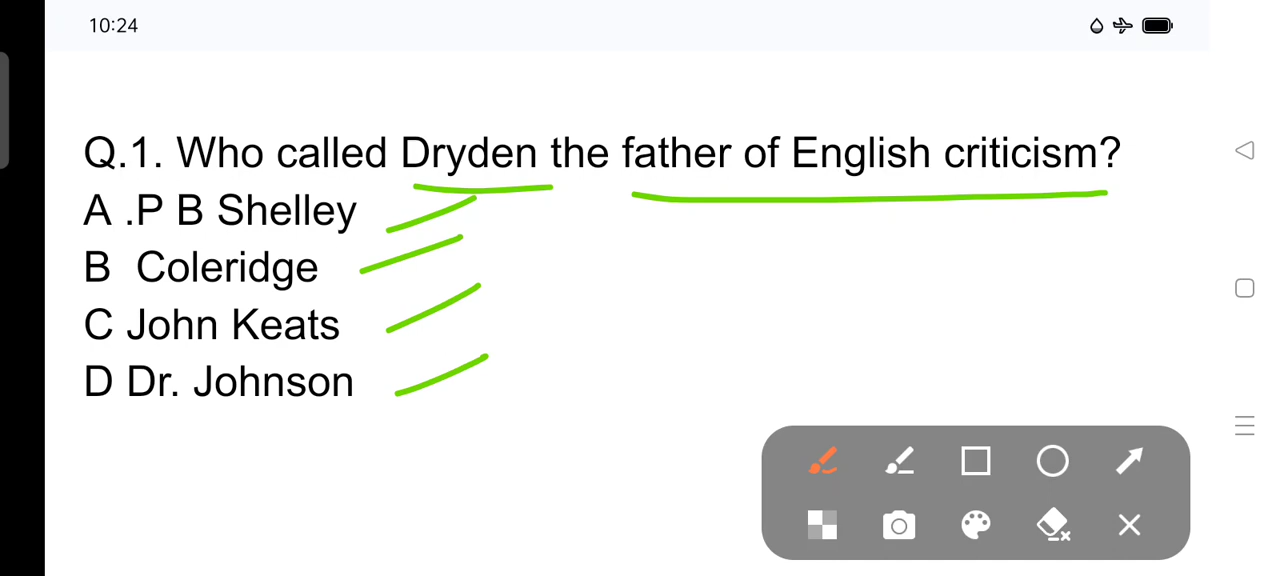 10:24
Q.1. Who called Dryden the father of English criticism?
A .P B Shelley
B Coleridge
C John Keats
D Dr. Johnson